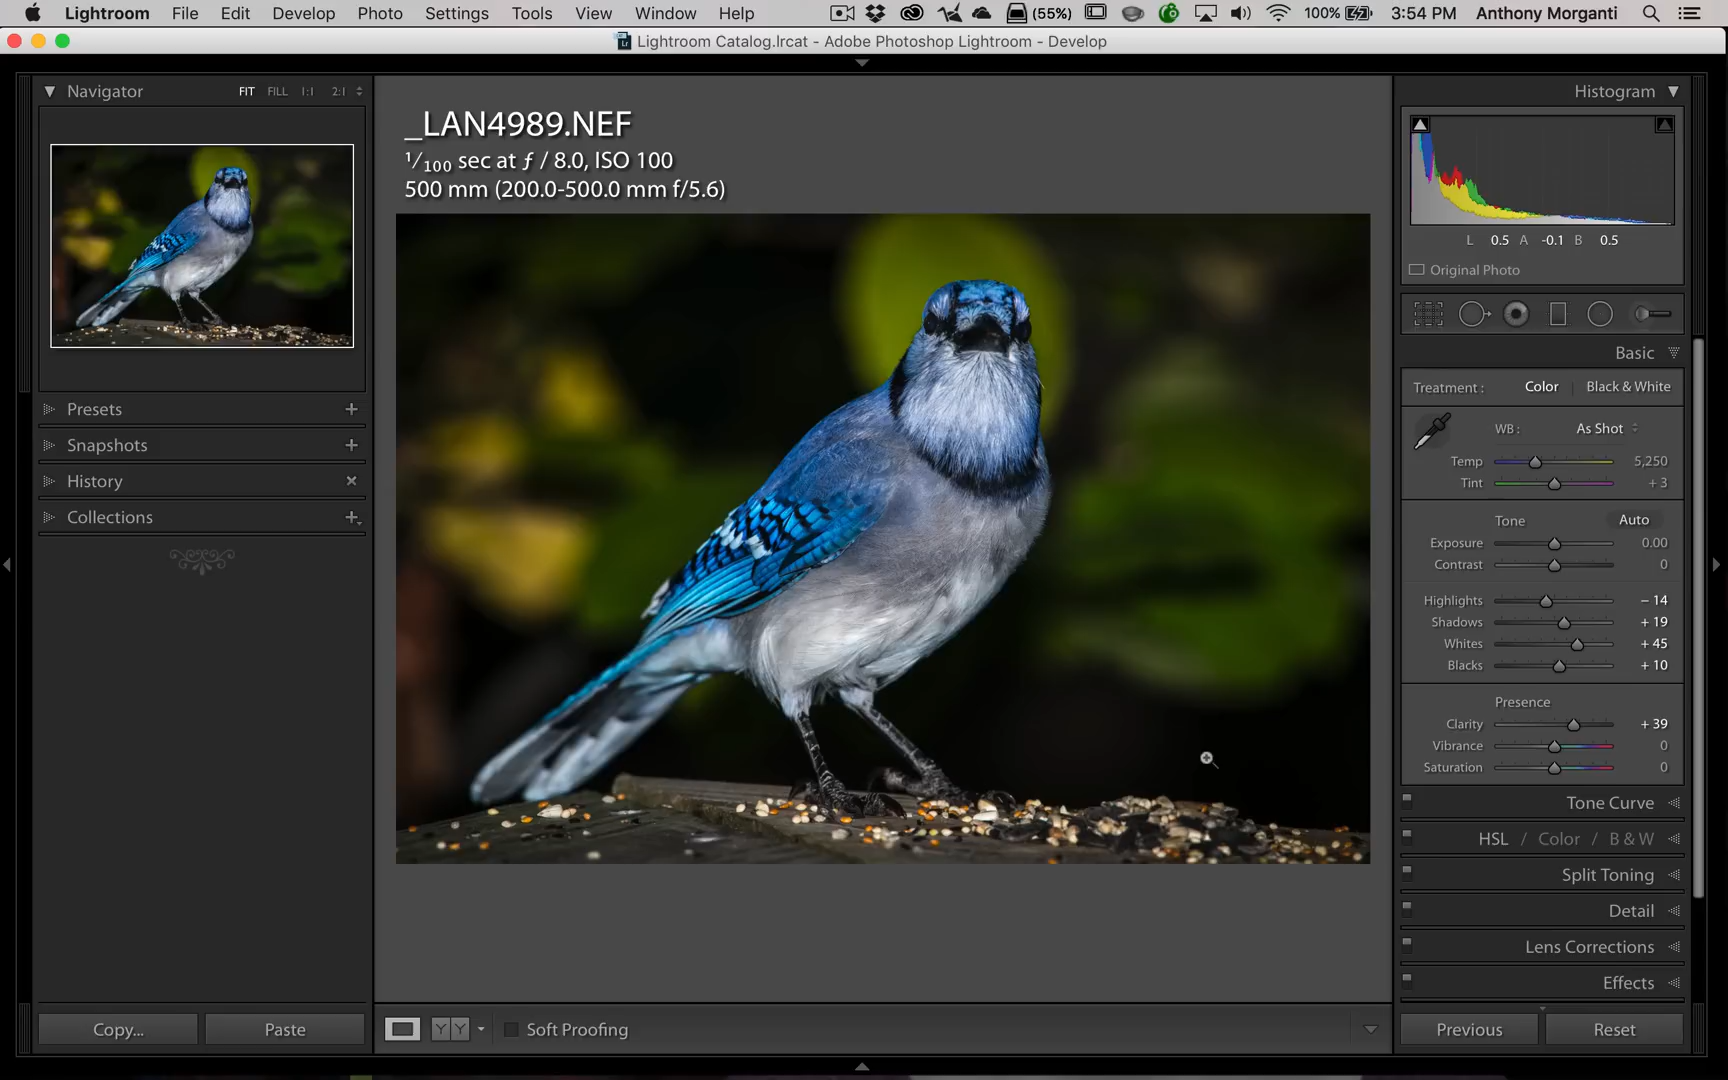 Lightroom File Edit Develop Photo Settings Tools View Window Help (55%) 100% 3:54 PM Anthony Morganti
Lightroom Catalog.lrcat - Adobe Photoshop Lightroom - Develop
Navigator FIT FILL 1:1 2:1
Presets
Snapshots
History
Collections
Copy... Paste
_LAN4989.NEF
1/100 sec at ƒ / 8.0, ISO 100
500 mm (200.0-500.0 mm f/5.6)
Y Y Soft Proofing
Histogram
L 0.5 A -0.1 B 0.5
Original Photo
Basic
Treatment : Color Black & White
WB : As Shot
Temp 5,250
Tint + 3
Tone Auto
Exposure 0.00
Contrast 0
Highlights − 14
Shadows + 19
Whites + 45
Blacks + 10
Presence
Clarity + 39
Vibrance 0
Saturation 0
Tone Curve
HSL / Color / B & W
Split Toning
Detail
Lens Corrections
Effects
Previous Reset